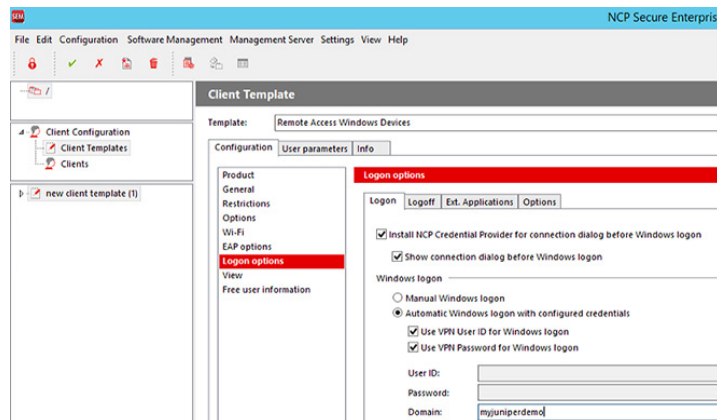 SEM
NCP Secure Enterpris
File Edit Configuration Software Management Management Server Settings View Help
/
Client Template
Template: Remote Access Windows Devices
Client Configuration
Client Templates
Clients
new client template (1)
Configuration User parameters Info
Product
General
Restrictions
Options
Wi-Fi
EAP options
Logon options
View
Free user information
Logon options
Logon Logoff Ext. Applications Options
Install NCP Credential Provider for connection dialog before Windows logon
Show connection dialog before Windows logon
Windows logon
Manual Windows logon
Automatic Windows logon with configured credentials
Use VPN User ID for Windows logon
Use VPN Password for Windows logon
User ID:
Password:
Domain: myjuniperdemo